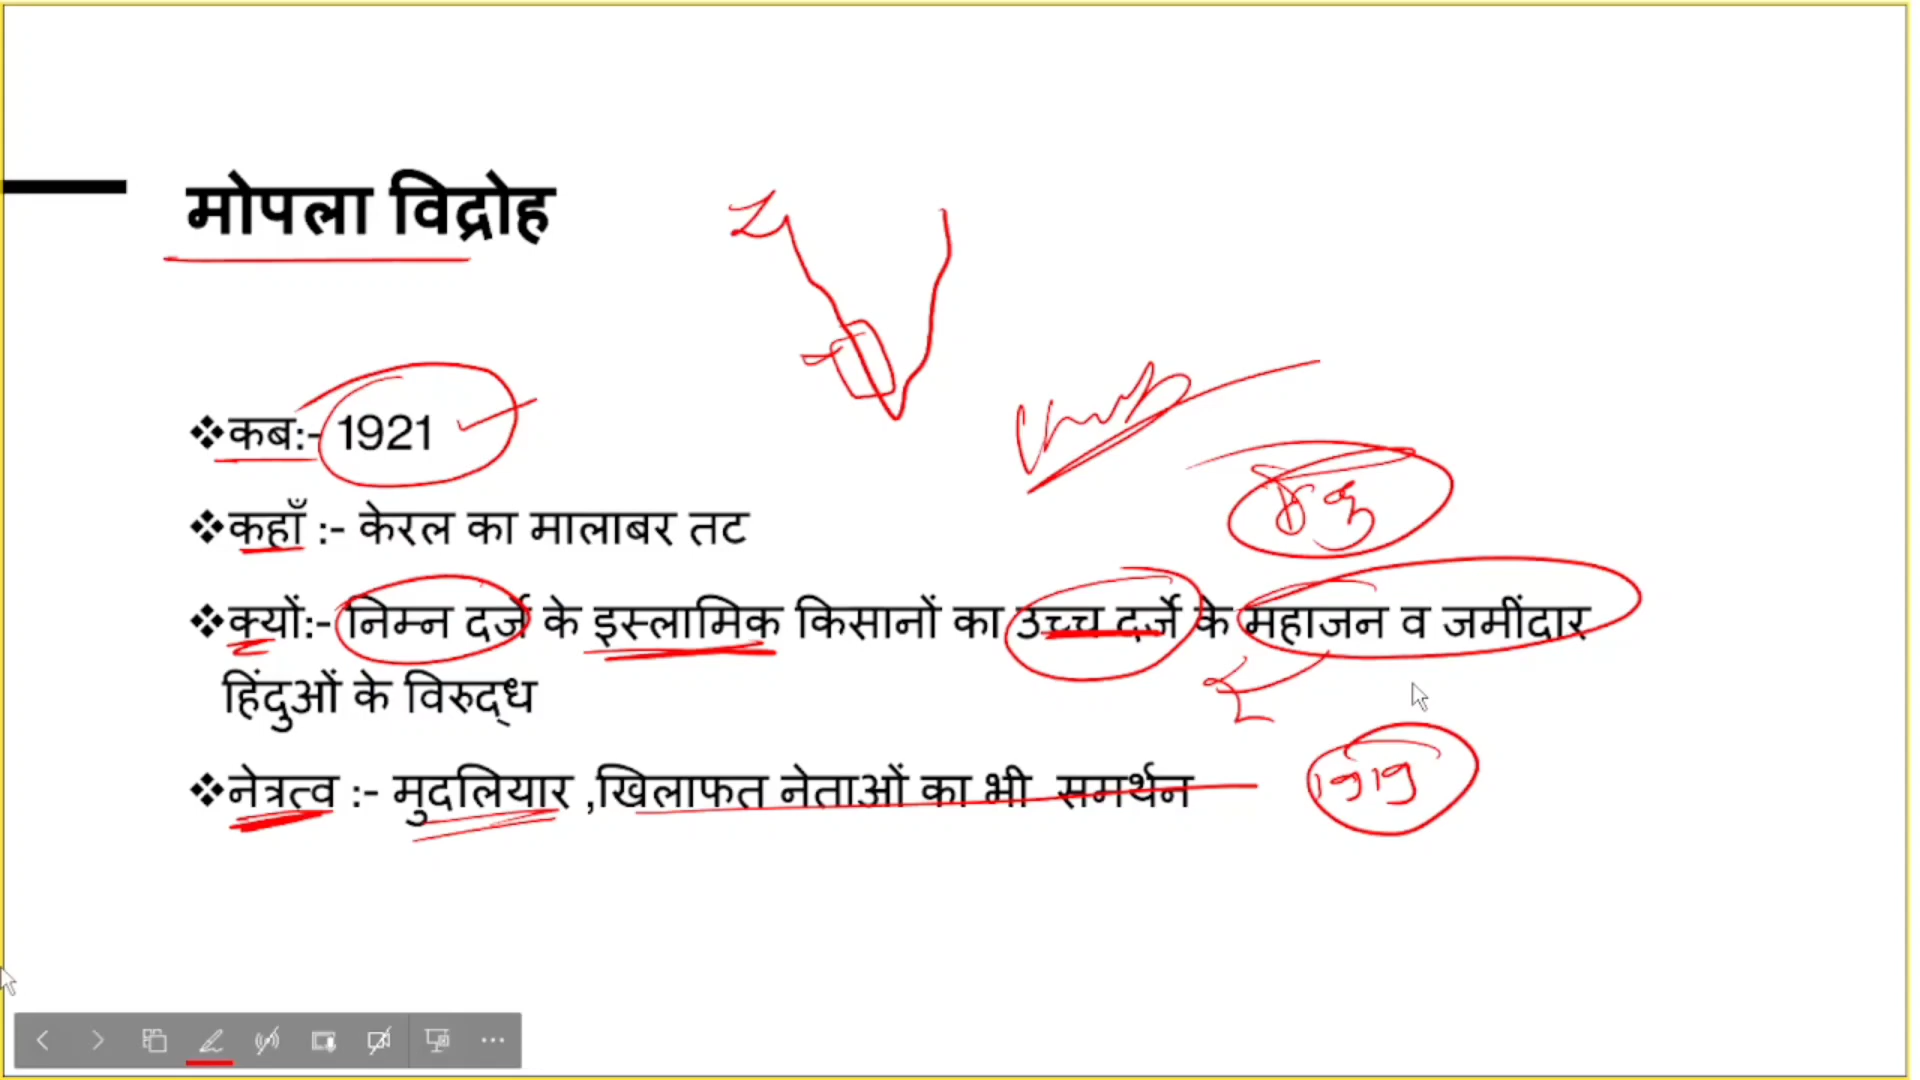 मोपला विद्रोह
❖कब:- 1921
❖कहाँ :- केरल का मालाबर तट
❖क्यों:- निम्न दर्जे के इस्लामिक किसानों का उच्च दर्जे के महाजन व जमींदार
हिंदुओं के विरुद्ध
❖नेत्रत्व :- मुदलियार ,खिलाफत नेताओं का भी समर्थन
1919